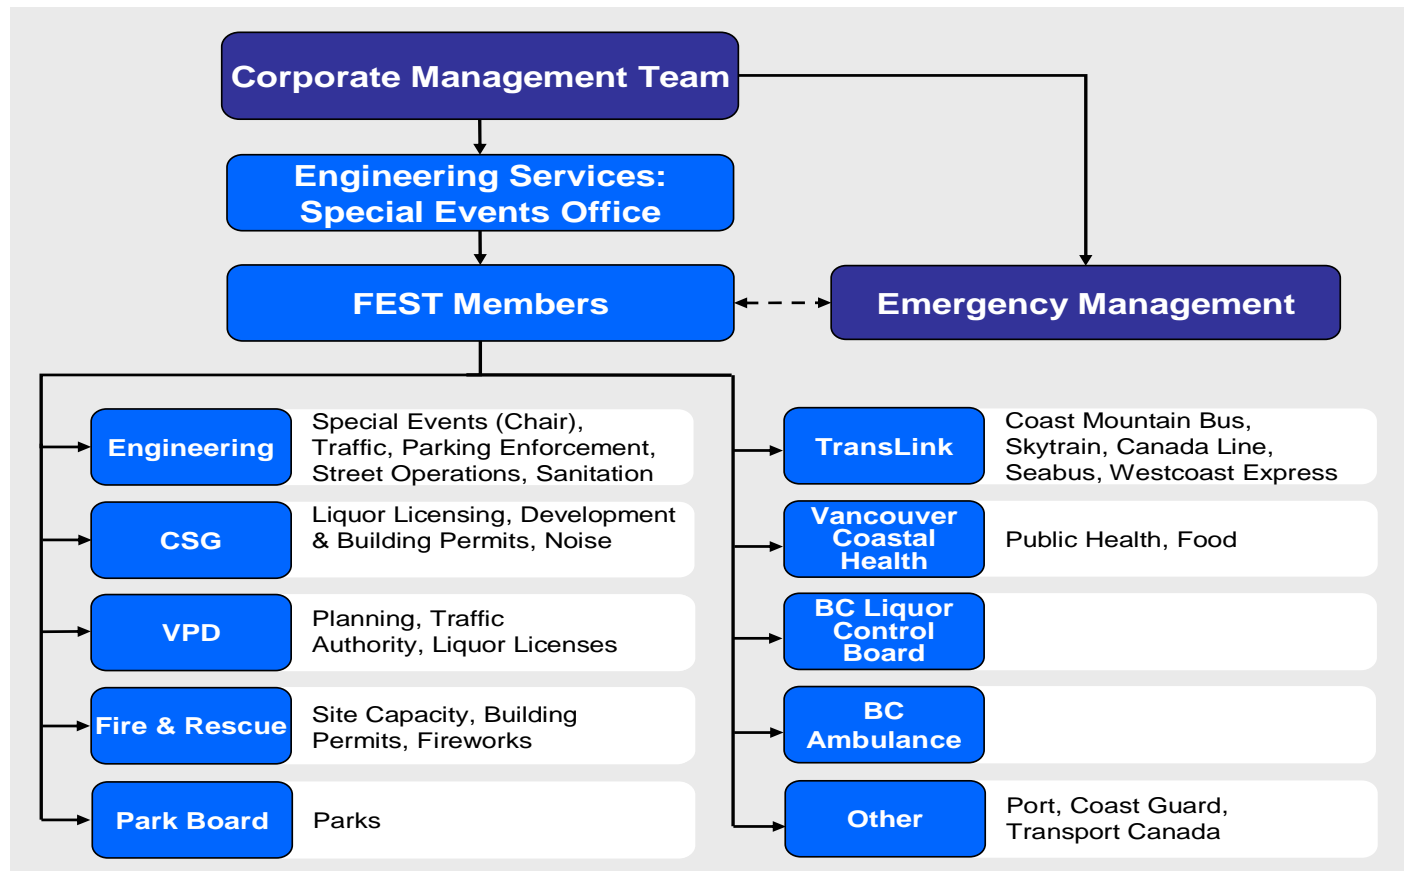 Corporate Management Team
Engineering Services:
Special Events Office
FEST Members
Emergency Management
Engineering
Special Events (Chair),
Traffic, Parking Enforcement,
Street Operations, Sanitation
CSG
Liquor Licensing, Development
& Building Permits, Noise
VPD
Planning, Traffic
Authority, Liquor Licenses
Fire & Rescue
Site Capacity, Building
Permits, Fireworks
Park Board
Parks
TransLink
Coast Mountain Bus,
Skytrain, Canada Line,
Seabus, Westcoast Express
Vancouver
Coastal
Health
Public Health, Food
BC Liquor
Control
Board
BC
Ambulance
Other
Port, Coast Guard,
Transport Canada